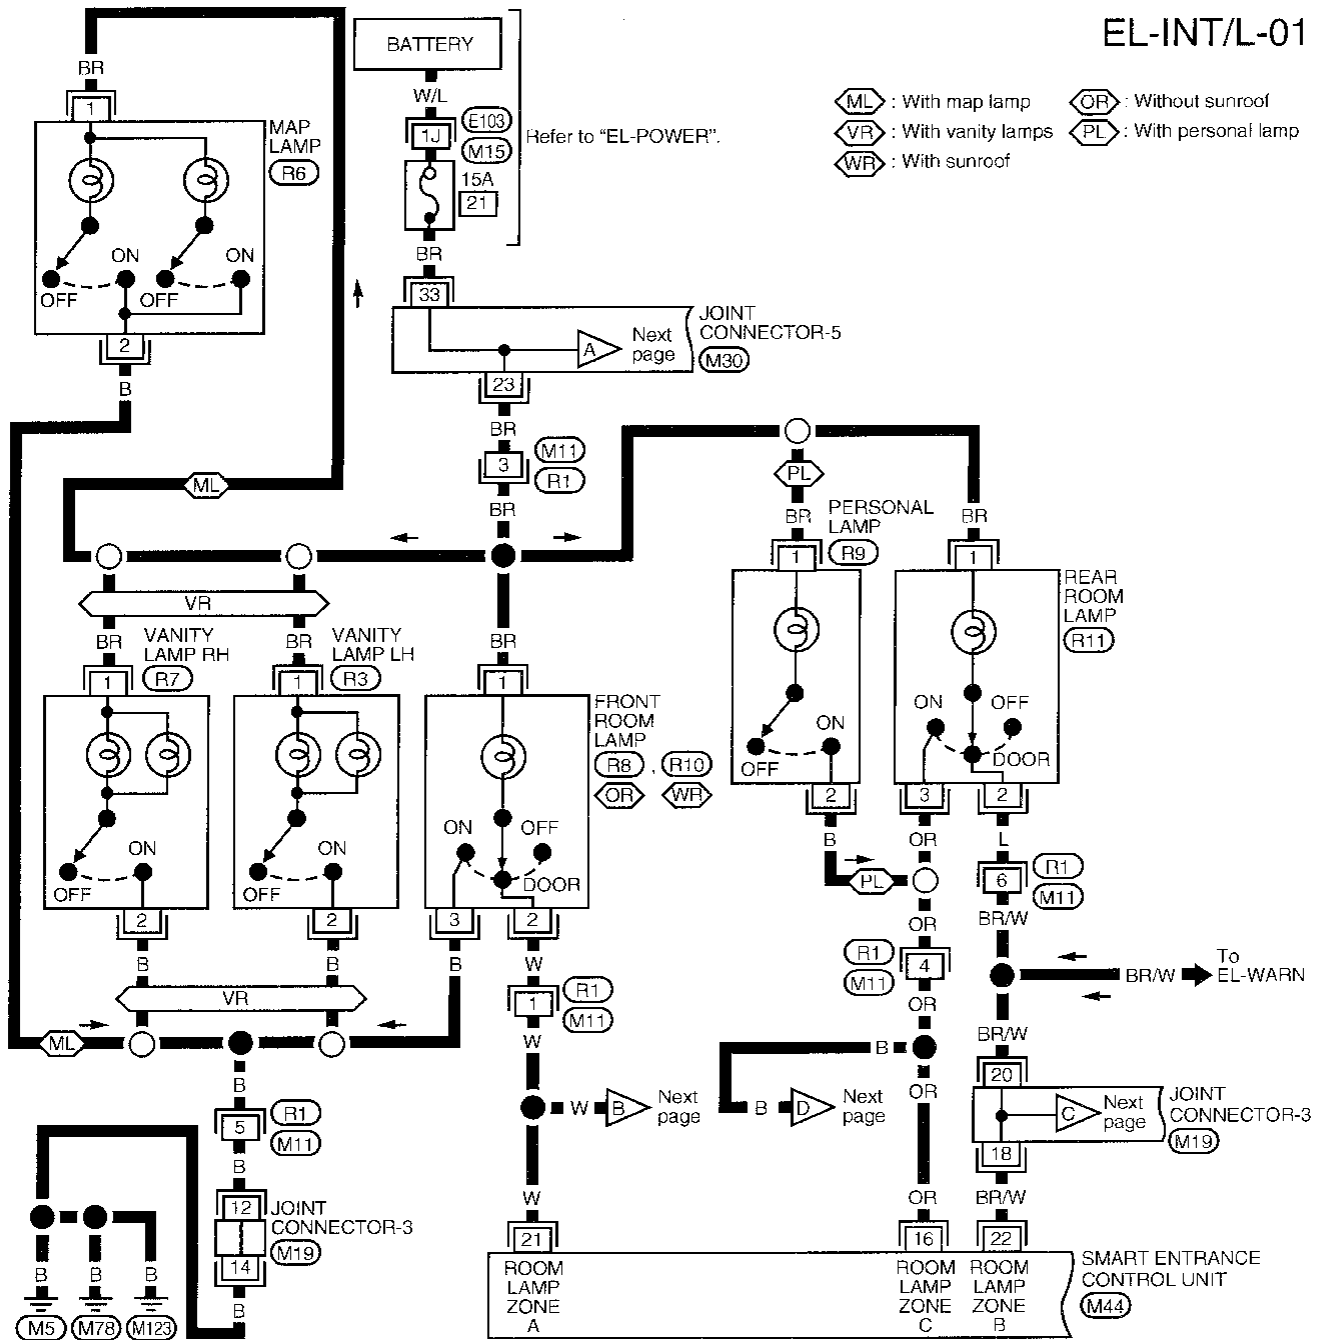 EL-INT/L-01
ML : With map lamp
VR : With vanity lamps
WR : With sunroof
OR : Without sunroof
PL : With personal lamp
BATTERY
W/L
1J
E103
M15
15A
21
Refer to "EL-POWER".
BR
33
JOINT
CONNECTOR-5
M30
A
Next
page
23
BR
3
M11
R1
BR
BR
1
MAP
LAMP
R6
ON
ON
OFF
OFF
2
B
ML
VR
BR
BR
BR
VANITY
LAMP RH
R7
1
ON
OFF
2
B
VANITY
LAMP LH
R3
1
ON
OFF
2
B
1
FRONT
ROOM
LAMP
R8 , R10
OR
WR
ON
OFF
DOOR
3
2
B
W
VR
ML
1
R1
M11
W
W
B
Next
page
W
PL
BR
PERSONAL
LAMP
R9
1
ON
OFF
2
B
PL
BR
1
REAR
ROOM
LAMP
R11
ON
OFF
DOOR
3
2
OR
L
6
R1
M11
OR
BR/W
R1
M11
4
OR
BR/W
To
EL-WARN
B
OR
B
D
Next
page
BR/W
20
C
Next
page
JOINT
CONNECTOR-3
M19
18
OR
BR/W
B
5
R1
M11
B
12
JOINT
CONNECTOR-3
M19
14
B
B
B
B
M5
M78
M123
21
16
22
ROOM
LAMP
ZONE
A
ROOM
LAMP
ZONE
C
ROOM
LAMP
ZONE
B
SMART ENTRANCE
CONTROL UNIT
M44